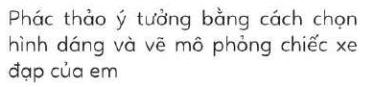 Phác thảo ý tưởng bằng cách chọn
hình dáng và vẽ mô phỏng chiếc xe
đạp của em